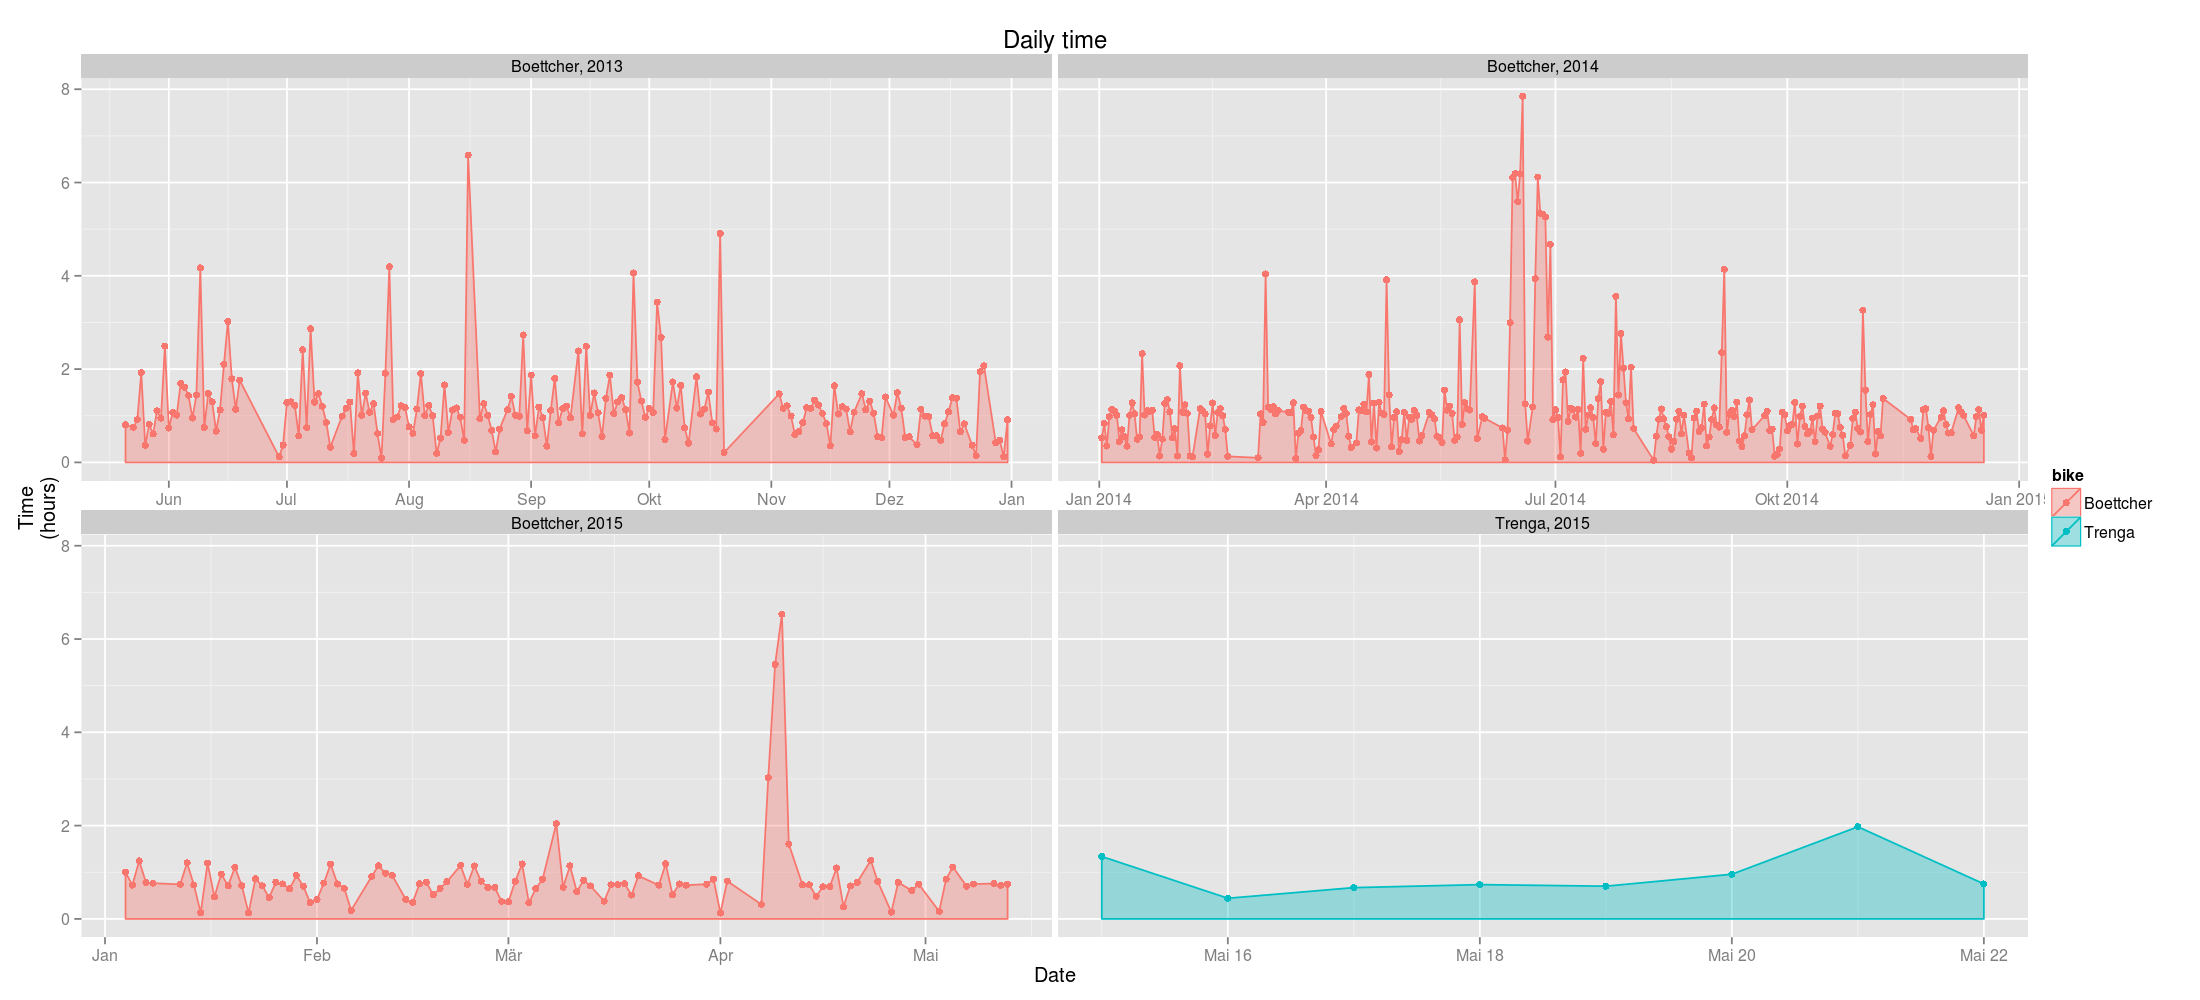 Daily time
Boettcher, 2013
Boettcher, 2014
8
6
4
2
0
Jun Jul Aug Sep Okt Nov Dez Jan
Jan 2014 Apr 2014 Jul 2014 Okt 2014 Jan 201
Time
(hours)
bike
Boettcher
Trenga
Boettcher, 2015
Trenga, 2015
8
6
4
2
0
Jan Feb Mär Apr Mai
Mai 16 Mai 18 Mai 20 Mai 22
Date